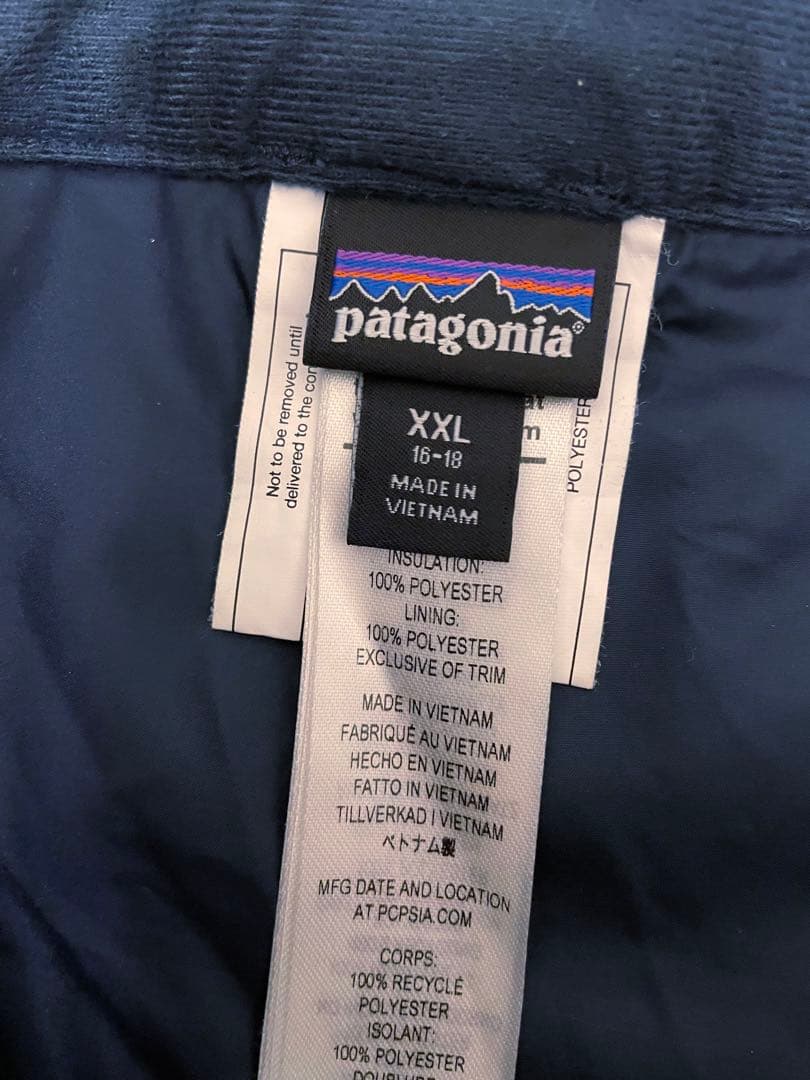 patagonia®
XXL
16-18
MADE IN
VIETNAM
Not to be removed until
delivered to the
POLYESTER
INSULATION:
100% POLYESTER
LINING:
100% POLYESTER
EXCLUSIVE OF TRIM
MADE IN VIETNAM
FABRIQUÉ AU VIETNAM
HECHO EN VIETNAM
FATTO IN VIETNAM
TILLVERKAD I VIETNAM
ベトナム製
MFG DATE AND LOCATION
AT PCPSIA.COM
CORPS:
100% RECYCLÉ
POLYESTER
ISOLANT:
100% POLYESTER